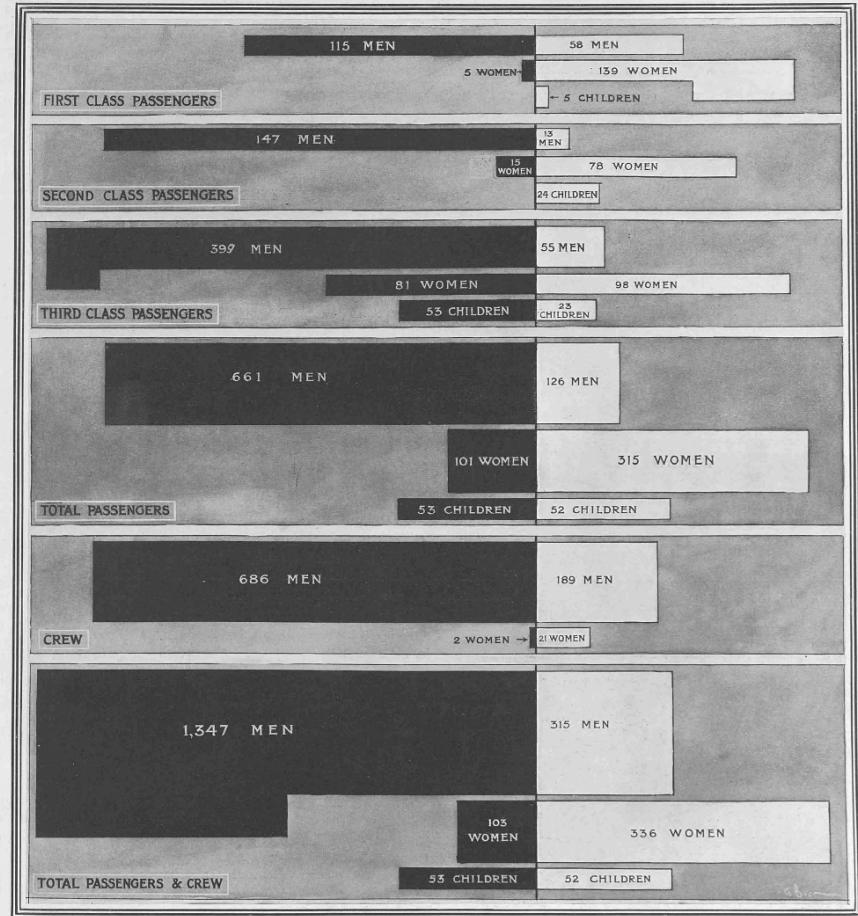 115 MEN
58 MEN
5 WOMEN
139 WOMEN
5 CHILDREN
FIRST CLASS PASSENGERS
147 MEN
13
MEN
15
WOMEN
78 WOMEN
24 CHILDREN
SECOND CLASS PASSENGERS
399 MEN
55 MEN
81 WOMEN
98 WOMEN
53 CHILDREN
23
CHILDREN
THIRD CLASS PASSENGERS
661 MEN
126 MEN
101 WOMEN
315 WOMEN
53 CHILDREN
52 CHILDREN
TOTAL PASSENGERS
686 MEN
189 MEN
2 WOMEN
21 WOMEN
CREW
1,347 MEN
315 MEN
103
WOMEN
336 WOMEN
53 CHILDREN
52 CHILDREN
TOTAL PASSENGERS & CREW